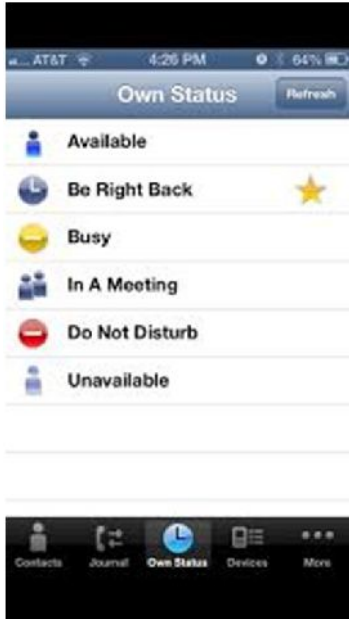 AT&T 4:26 PM 64%
Own Status Refresh
Available
Be Right Back
Busy
In A Meeting
Do Not Disturb
Unavailable
Contacts Journal Own Status Devices More